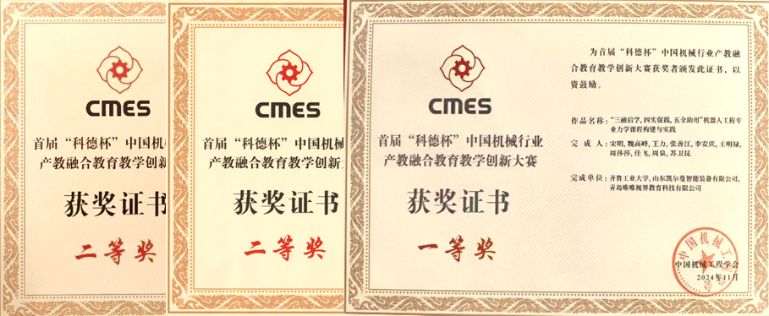 CMES
首届“科德杯”中国机
产教融合教育教学创新
获奖证书
二等奖
CMES
首届“科德杯”中国机
产教融合教育教学创新
获奖证书
二等奖
CMES
首届“科德杯”中国机械行业
产教融合教育教学创新大赛
获奖证书
一等奖
为首届“科德杯”中国机械行业产教融
合教育教学创新大赛获奖者颁发此证书，以
资鼓励。
作品名称：“三融启学，四实促践，五全助用”机器人工程专
业力学课程构建与实践
完成人：宋明, 魏高峰, 王力, 张善江, 李安庆, 王明禄,
周莎莎, 任飞, 周泉, 苏卫民
完成单位：齐鲁工业大学, 山东凯尔曼智能装备有限公司,
青岛唯唯视界教育科技有限公司
中国机械工程学会
2024年11月